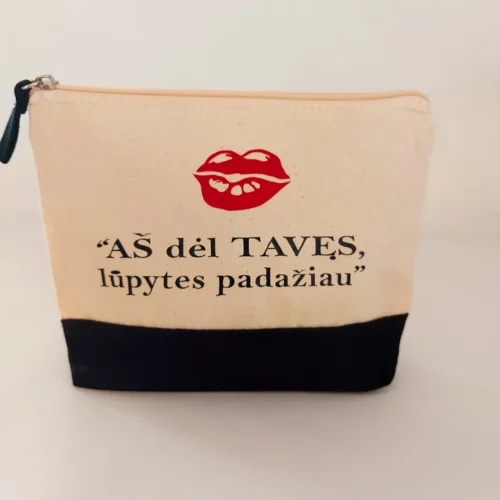 “AŠ dėl TAVĘS,
lūpytes padažiau”